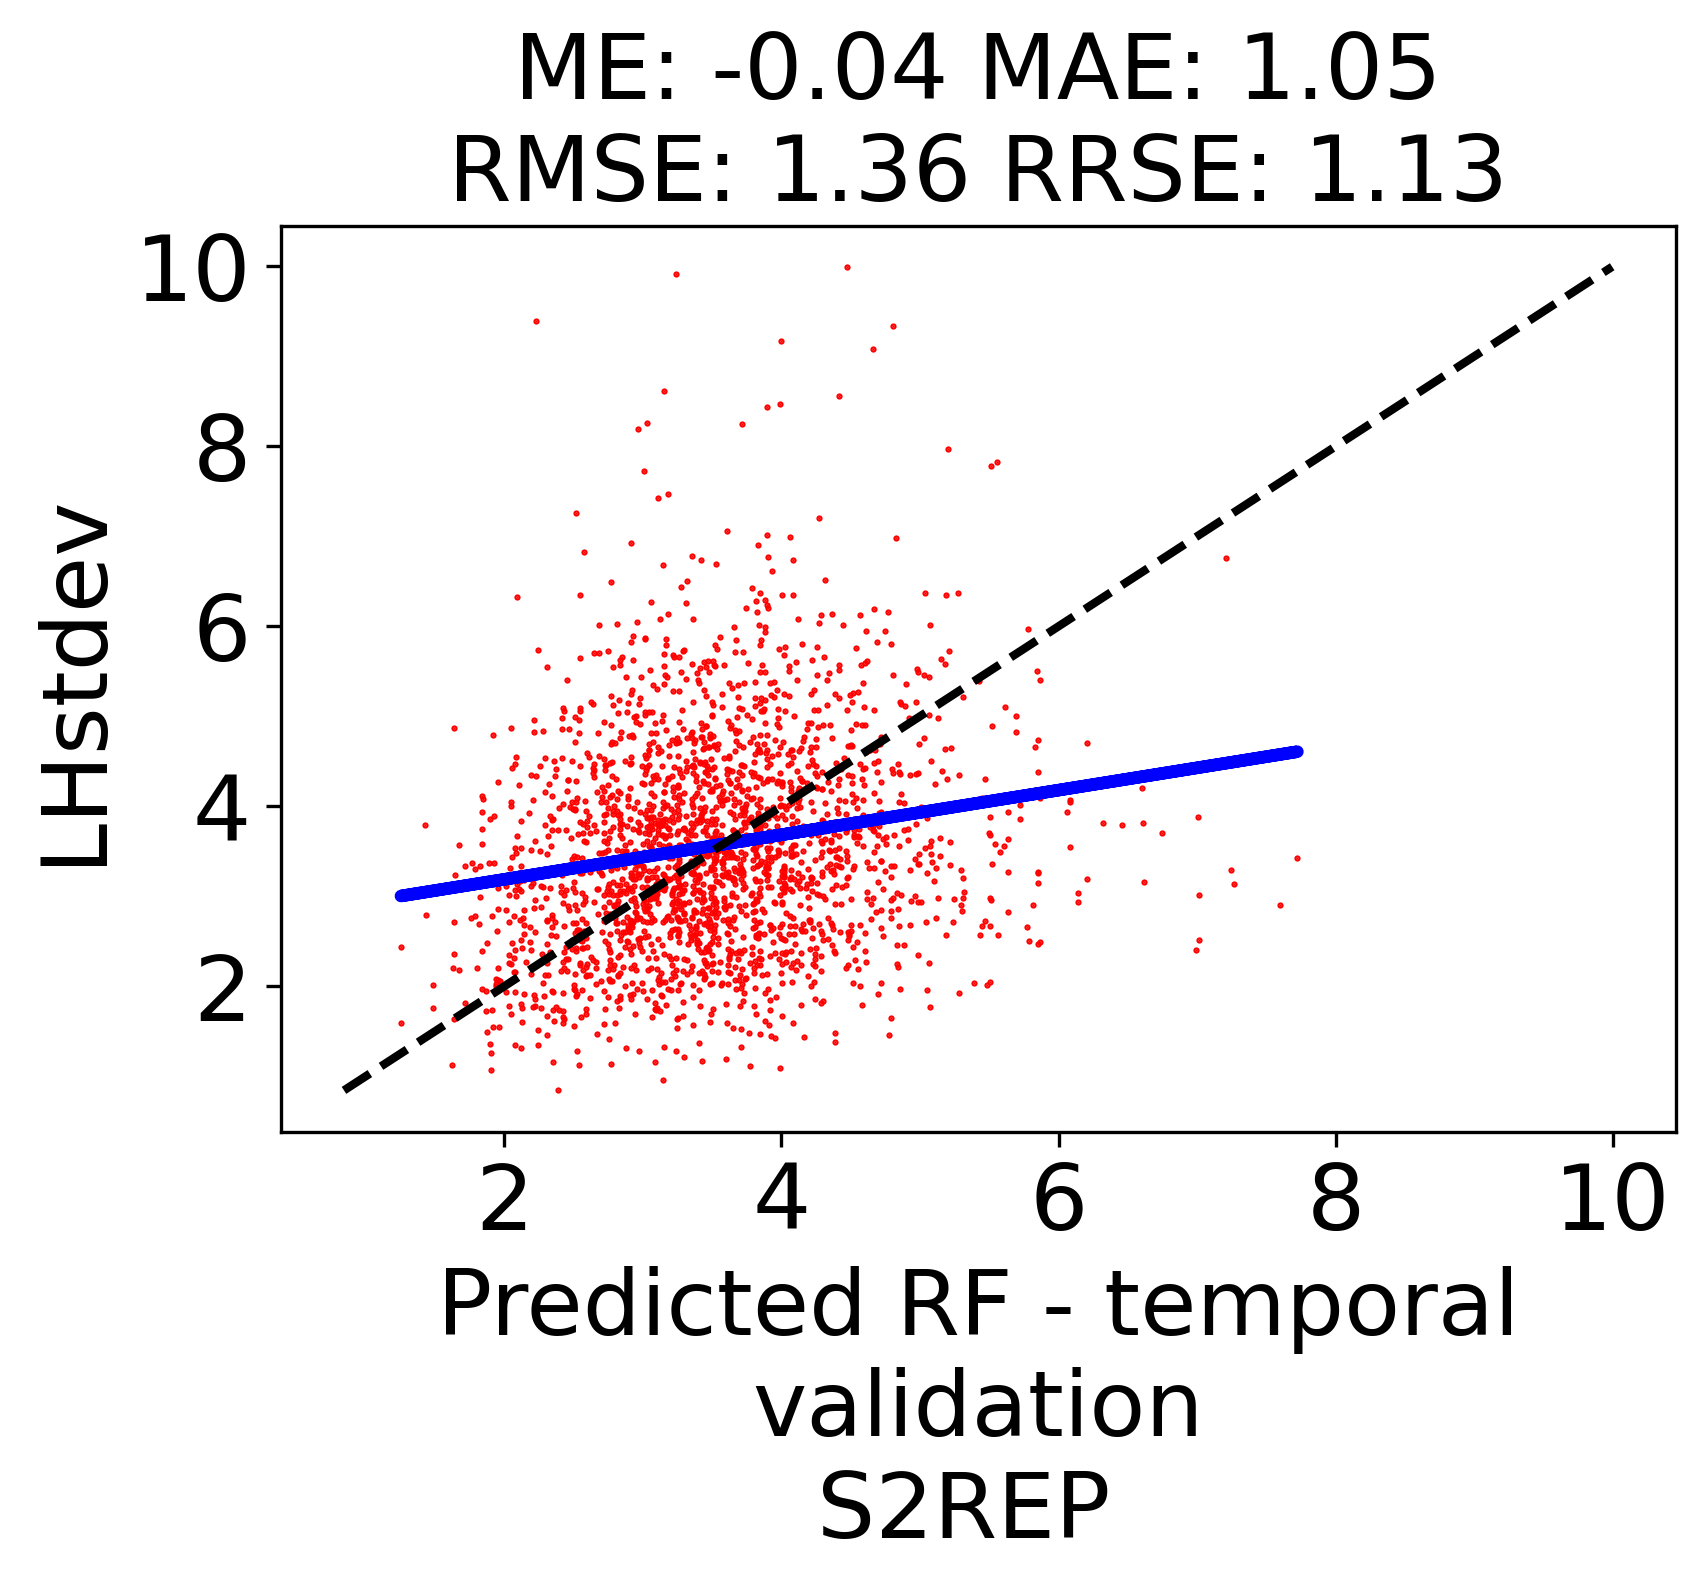 ME: -0.04 MAE: 1.05
RMSE: 1.36 RRSE: 1.13
10
8
6
4
2
LHstdev
2 4 6 8 10
Predicted RF - temporal
validation
S2REP